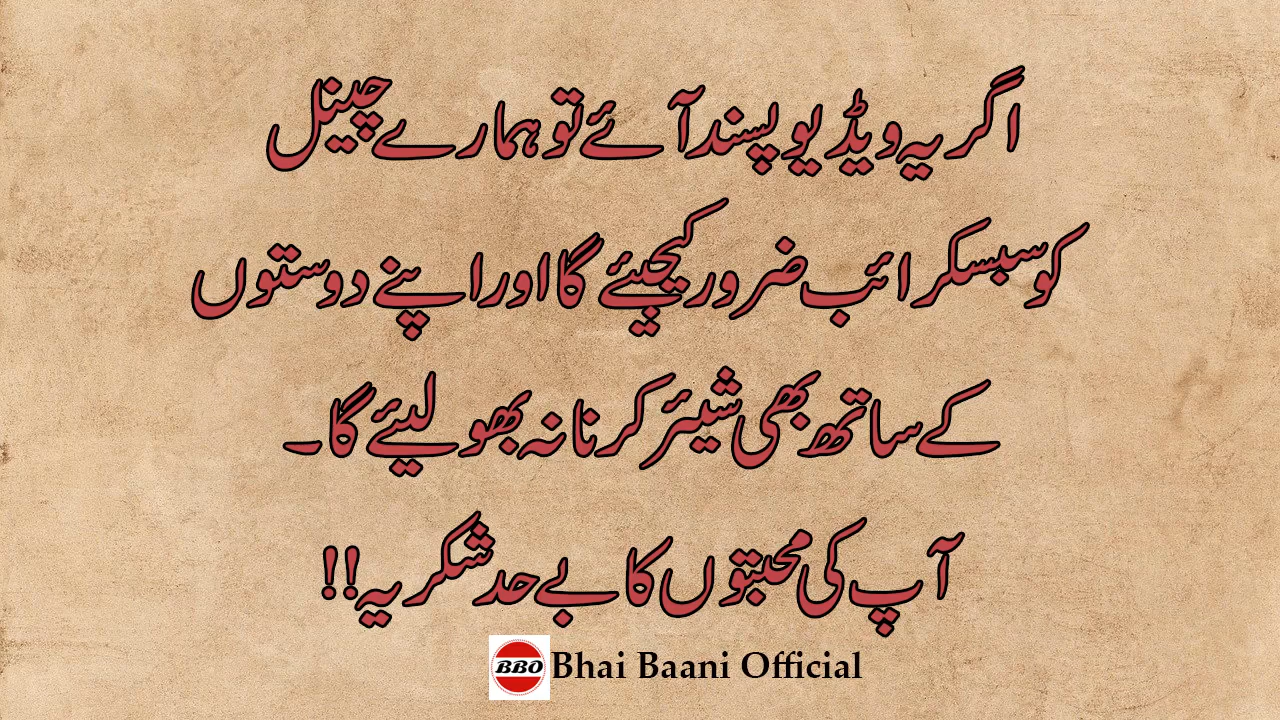 اگر یہ ویڈیو پسند آئے تو ہمارے چینل
کو سبسکرائب ضرور کیجیئے گا اور اپنے دوستوں
کے ساتھ بھی شیئر کرنا نہ بھولیئے گا۔
آپ کی محبتوں کا بے حد شکریہ!!
BBO Bhai Baani Official